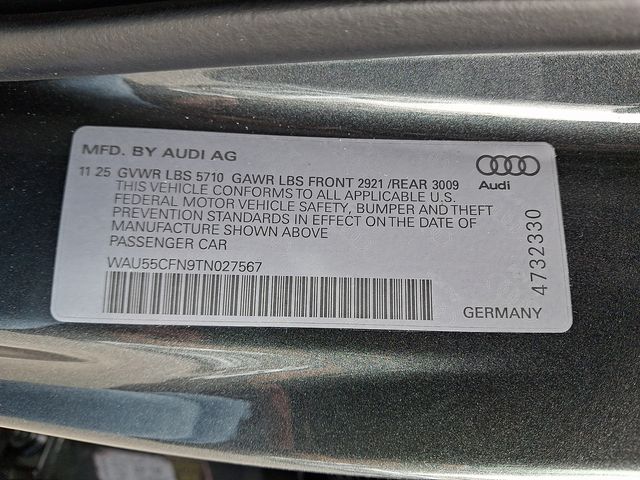 MFD. BY AUDI AG
11 25 GVWR LBS 5710 GAWR LBS FRONT 2921 /REAR 3009
THIS VEHICLE CONFORMS TO ALL APPLICABLE U.S.
FEDERAL MOTOR VEHICLE SAFETY, BUMPER AND THEFT
PREVENTION STANDARDS IN EFFECT ON THE DATE OF
MANUFACTURE SHOWN ABOVE
PASSENGER CAR
WAU55CFN9TN027567
Audi
4732330
GERMANY